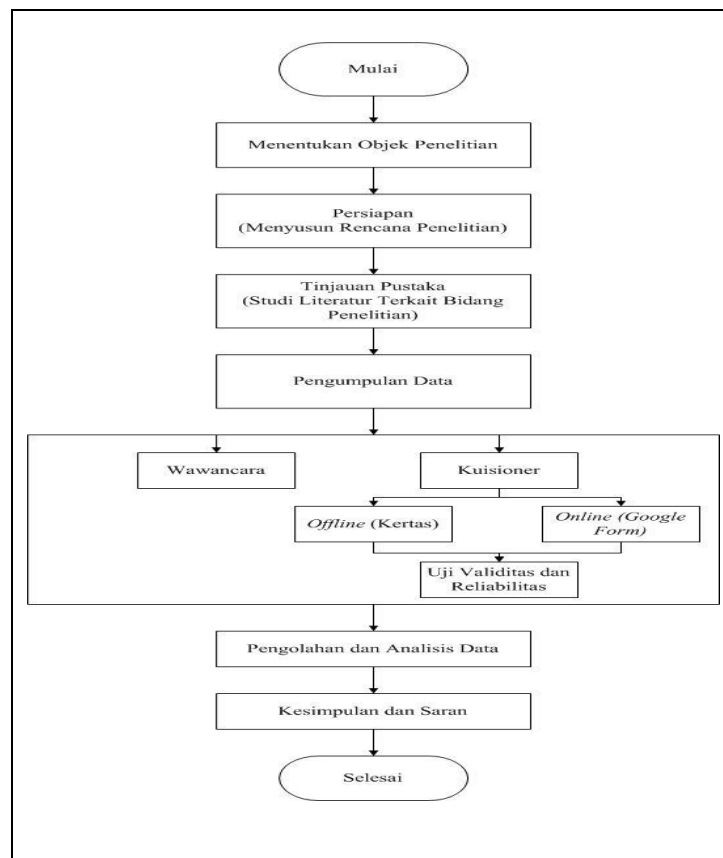 Mulai
Menentukan Objek Penelitian
Persiapan
(Menyusun Rencana Penelitian)
Tinjauan Pustaka
(Studi Literatur Terkait Bidang
Penelitian)
Pengumpulan Data
Wawancara
Kuisioner
Offline (Kertas)
Online (Google
Form)
Uji Validitas dan
Reliabilitas
Pengolahan dan Analisis Data
Kesimpulan dan Saran
Selesai